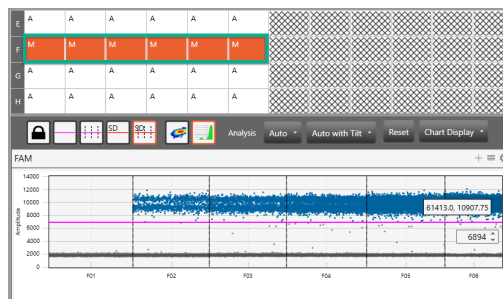 E A A A A A A
F M M M M M M
G A A A A A A
H A A A A A A
SD SD Analysis Auto Auto with Tilt Reset Chart Display
FAM
14000
12000
10000
8000
6000
4000
2000
0
Amplitude
61413.0, 10907.75
6894
F01 F02 F03 F04 F05 F06